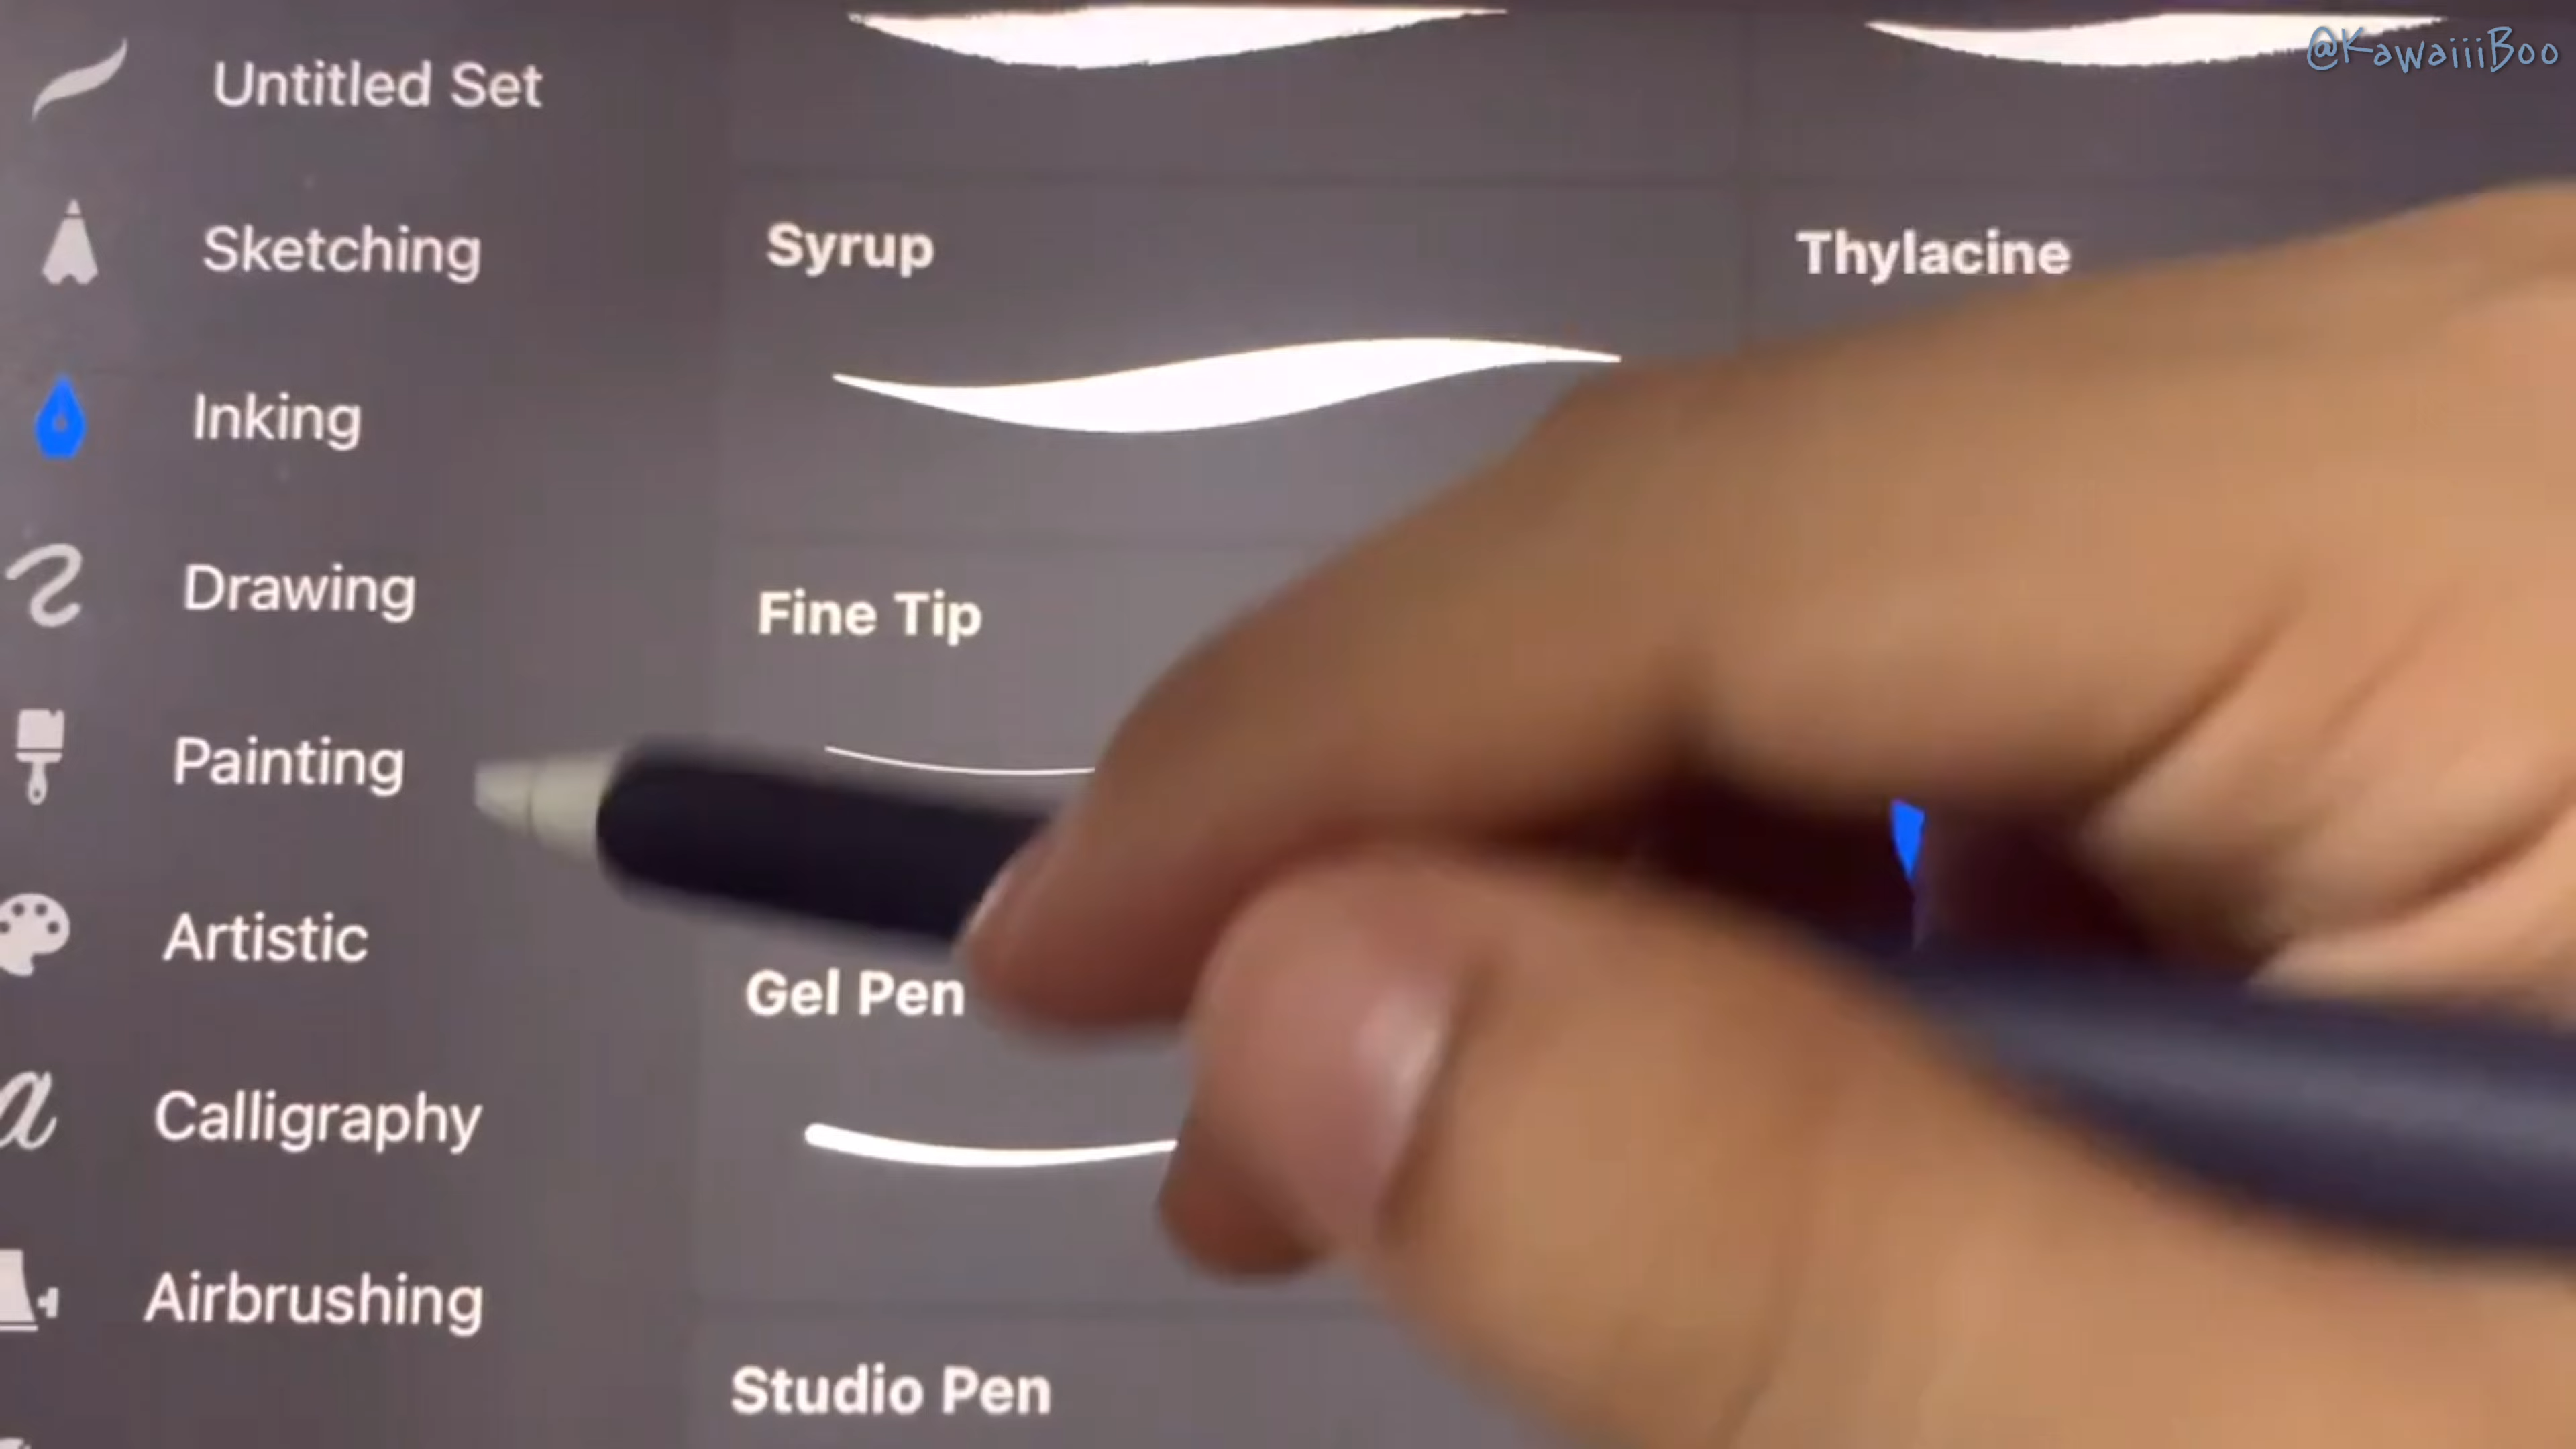 @KawaiiiBoo
Untitled Set
Sketching
Inking
Drawing
Painting
Artistic
Calligraphy
Airbrushing
Syrup
Thylacine
Fine Tip
Gel Pen
Studio Pen